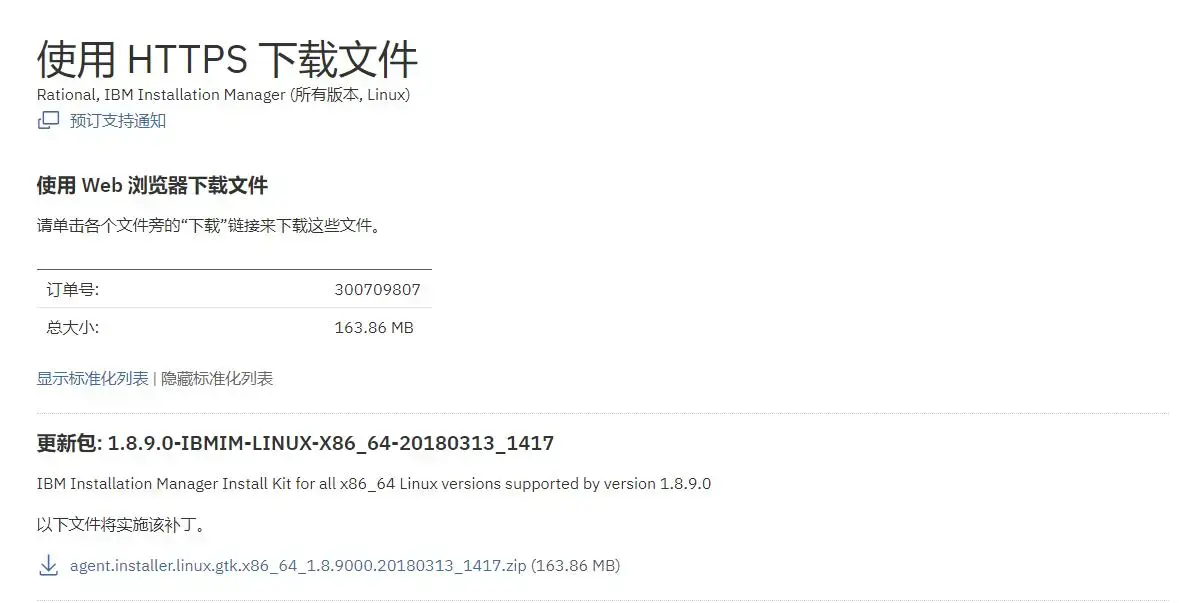 使用 HTTPS 下载文件
Rational, IBM Installation Manager (所有版本, Linux)
预订支持通知
使用 Web 浏览器下载文件
请单击各个文件旁的“下载”链接来下载这些文件。
订单号: 300709807
总大小: 163.86 MB
显示标准化列表 | 隐藏标准化列表
更新包: 1.8.9.0-IBMIM-LINUX-X86_64-20180313_1417
IBM Installation Manager Install Kit for all x86_64 Linux versions supported by version 1.8.9.0
以下文件将实施该补丁。
agent.installer.linux.gtk.x86_64_1.8.9000.20180313_1417.zip (163.86 MB)